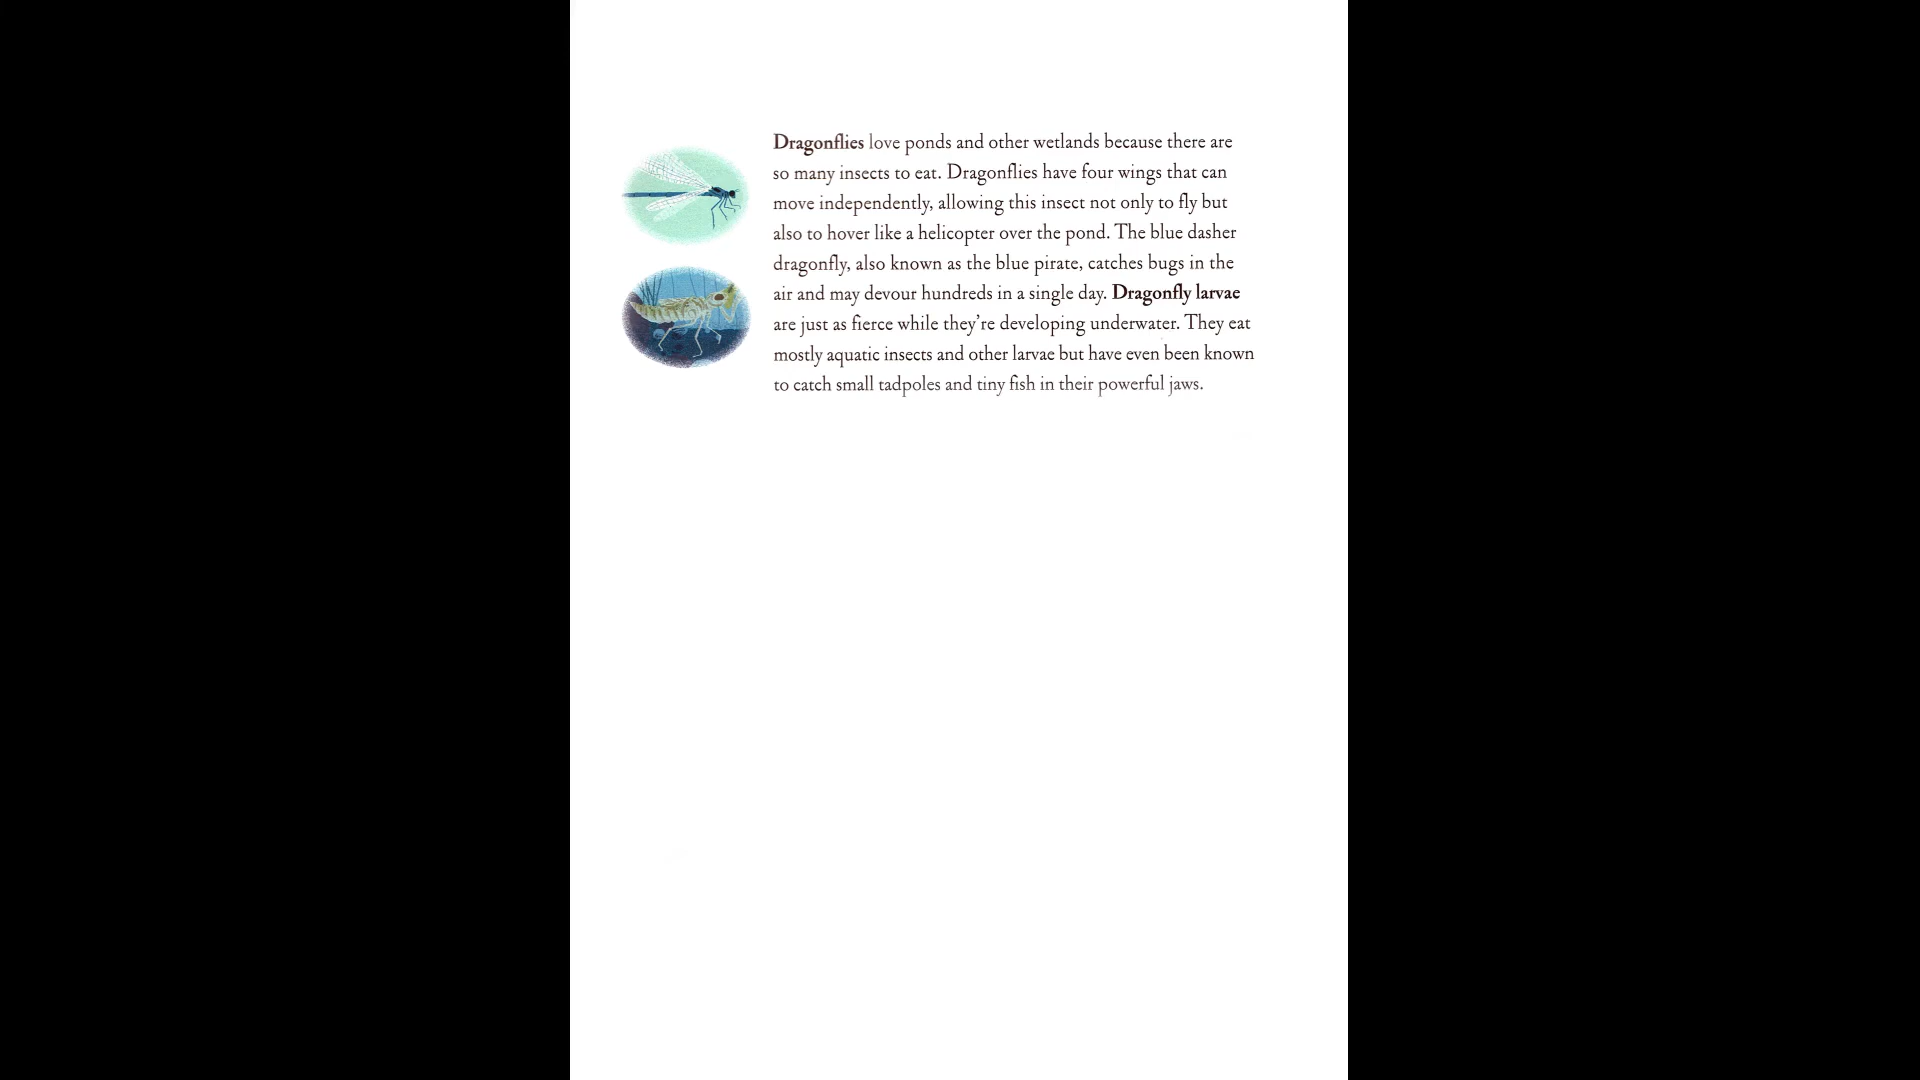 Dragonflies love ponds and other wetlands because there are
so many insects to eat. Dragonflies have four wings that can
move independently, allowing this insect not only to fly but
also to hover like a helicopter over the pond. The blue dasher
dragonfly, also known as the blue pirate, catches bugs in the
air and may devour hundreds in a single day. Dragonfly larvae
are just as fierce while they’re developing underwater. They eat
mostly aquatic insects and other larvae but have even been known
to catch small tadpoles and tiny fish in their powerful jaws.